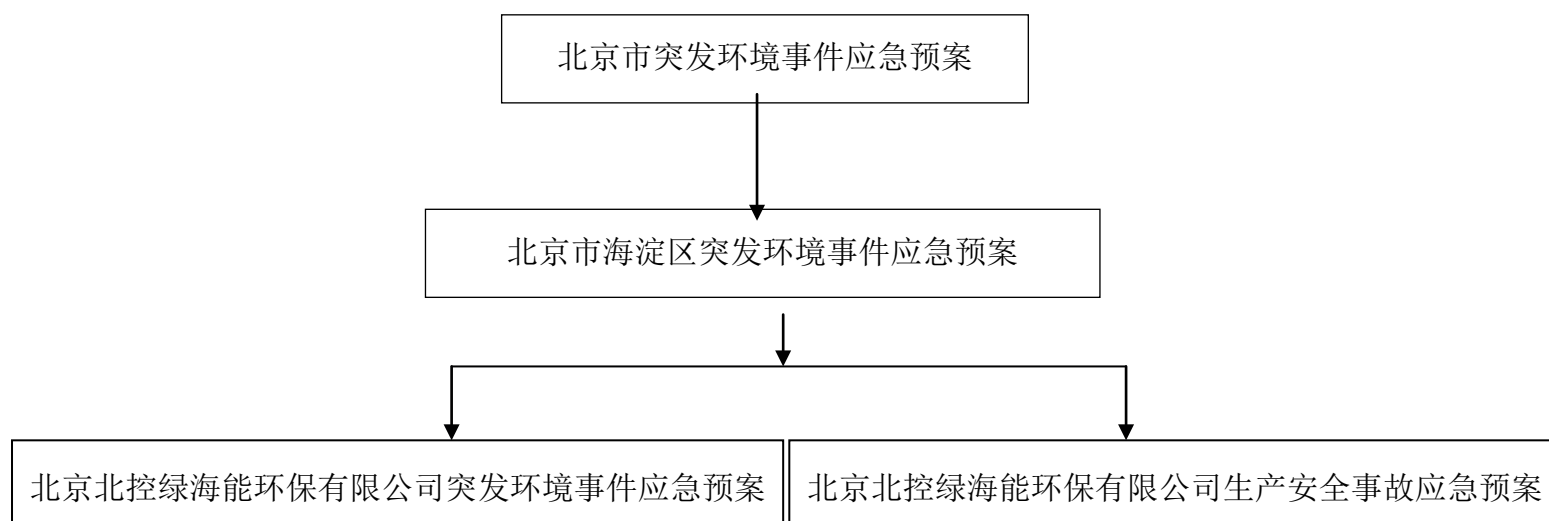 北京市突发环境事件应急预案
北京市海淀区突发环境事件应急预案
北京北控绿海能环保有限公司突发环境事件应急预案
北京北控绿海能环保有限公司生产安全事故应急预案